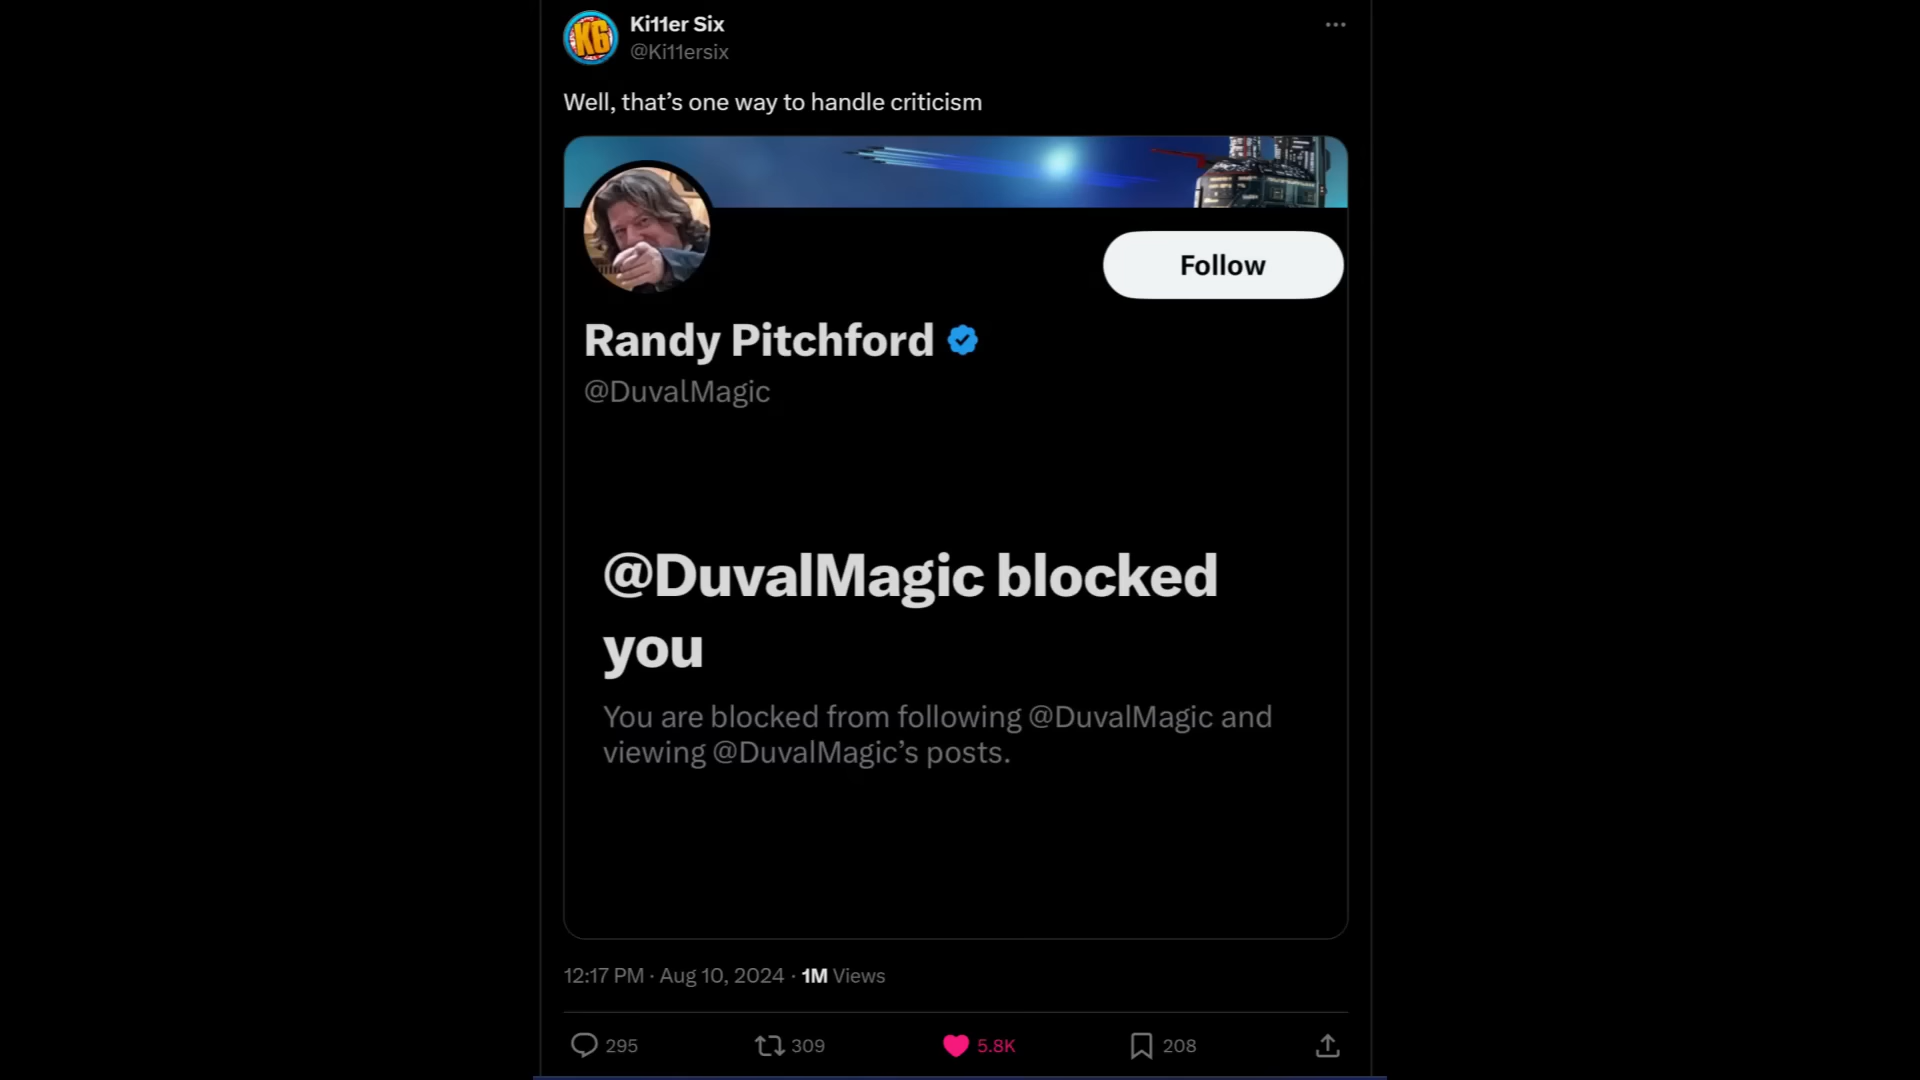 K6
Ki11er Six
@Ki11ersix
Well, that’s one way to handle criticism
Follow
Randy Pitchford
@DuvalMagic
@DuvalMagic blocked
you
You are blocked from following @DuvalMagic and
viewing @DuvalMagic’s posts.
12:17 PM · Aug 10, 2024 · 1M Views
295 309 5.8K 208